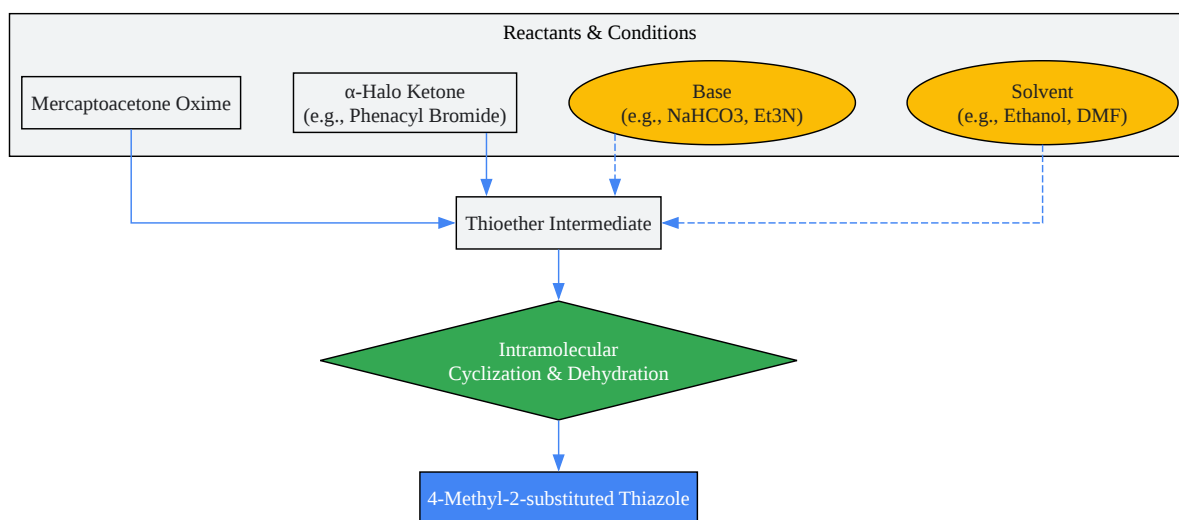 Reactants & Conditions
Mercaptoacetone Oxime
α-Halo Ketone
(e.g., Phenacyl Bromide)
Base
(e.g., NaHCO3, Et3N)
Solvent
(e.g., Ethanol, DMF)
Thioether Intermediate
Intramolecular
Cyclization & Dehydration
4-Methyl-2-substituted Thiazole